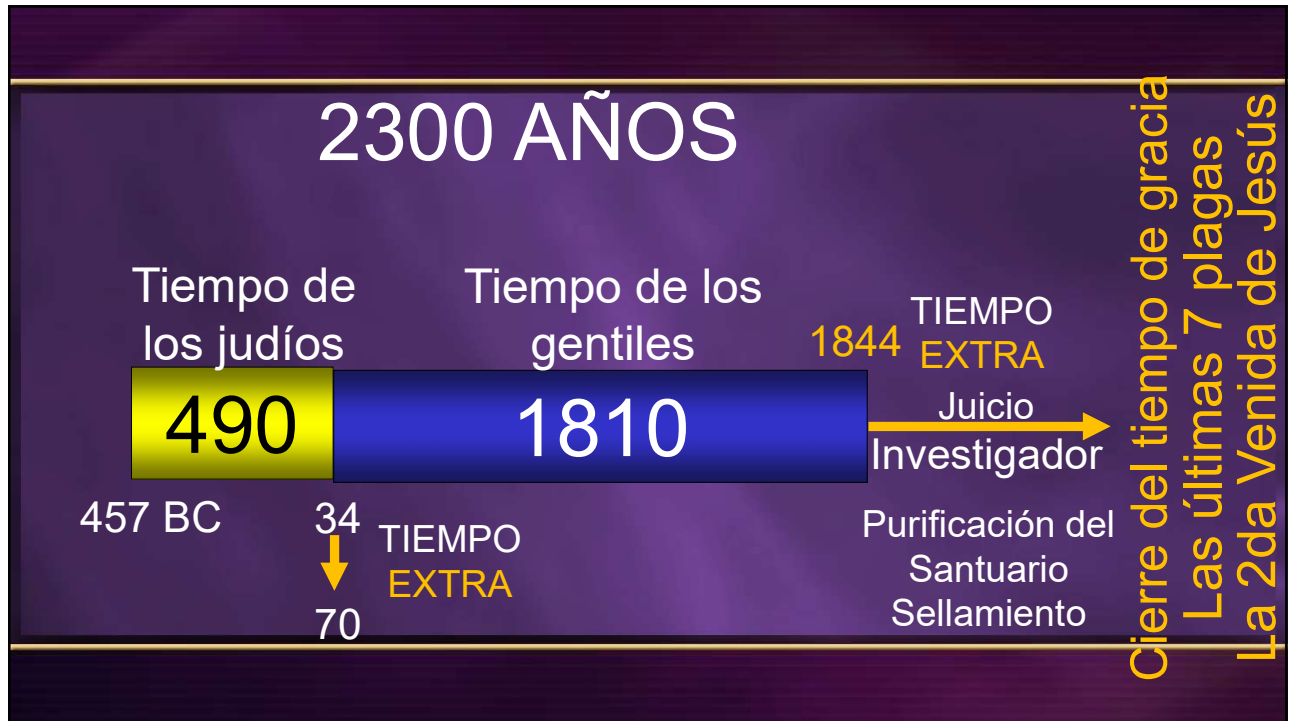 2300 AÑOS
Tiempo de
los judíos
Tiempo de los
gentiles
1844
TIEMPO
EXTRA
490
1810
Juicio
Investigador
457 BC
34
TIEMPO
EXTRA
70
Purificación del
Santuario
Sellamiento
Cierre del tiempo de gracia
Las últimas 7 plagas
La 2da Venida de Jesús